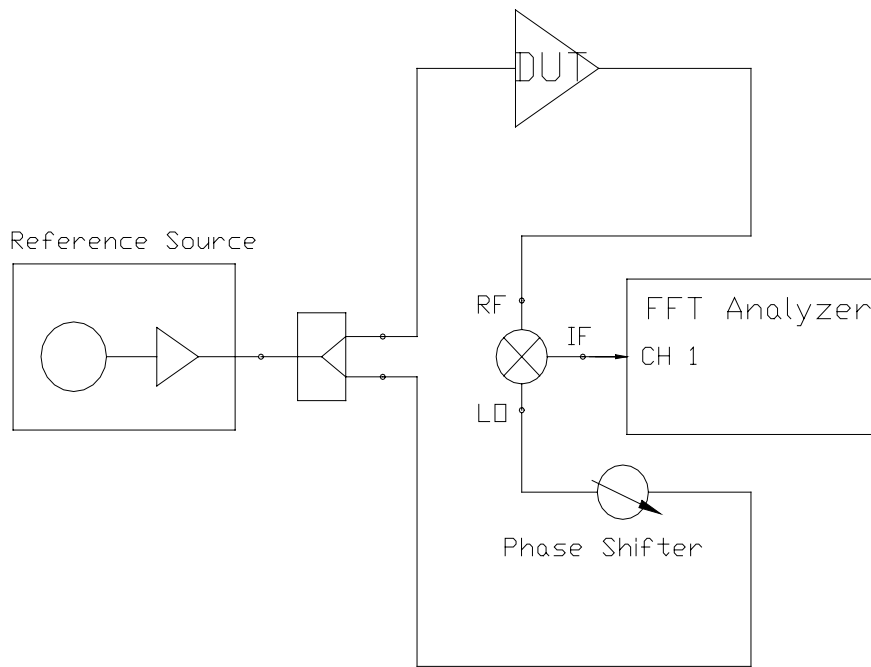 DUT
Reference Source
RF
IF
FFT Analyzer
CH 1
LO
Phase Shifter